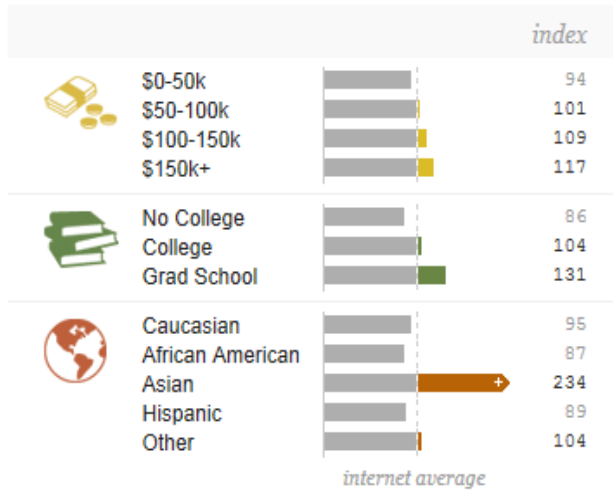 index
$0-50k 94
$50-100k 101
$100-150k 109
$150k+ 117
No College 86
College 104
Grad School 131
Caucasian 95
African American 87
Asian + 234
Hispanic 89
Other 104
internet average